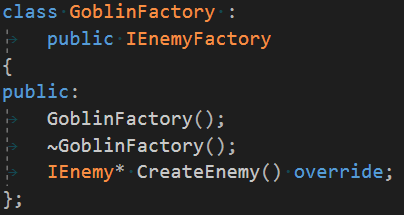 class GoblinFactory :
    public IEnemyFactory
{
public:
    GoblinFactory();
    ~GoblinFactory();
    IEnemy* CreateEnemy() override;
};